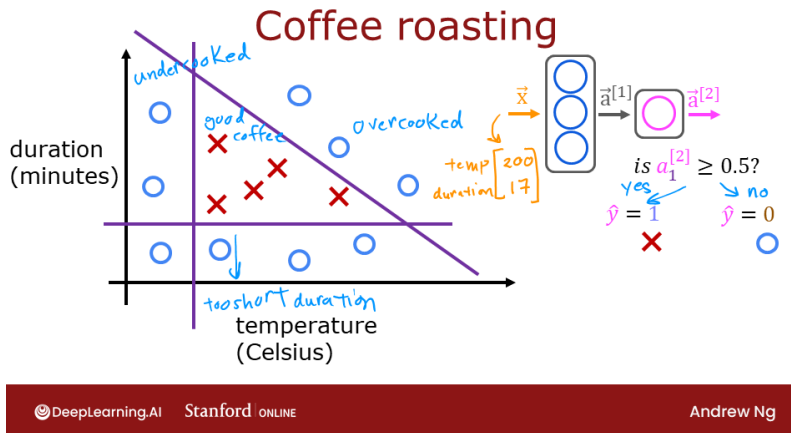 Coffee roasting
undercooked
good
coffee
overcooked
duration
(minutes)
too short duration
temperature
(Celsius)
x⃗
a⃗[1]
a⃗[2]
temp 200
duration 17
is a₁[2] ≥ 0.5?
yes no
ŷ = 1 ŷ = 0
DeepLearning.AI Stanford | ONLINE Andrew Ng